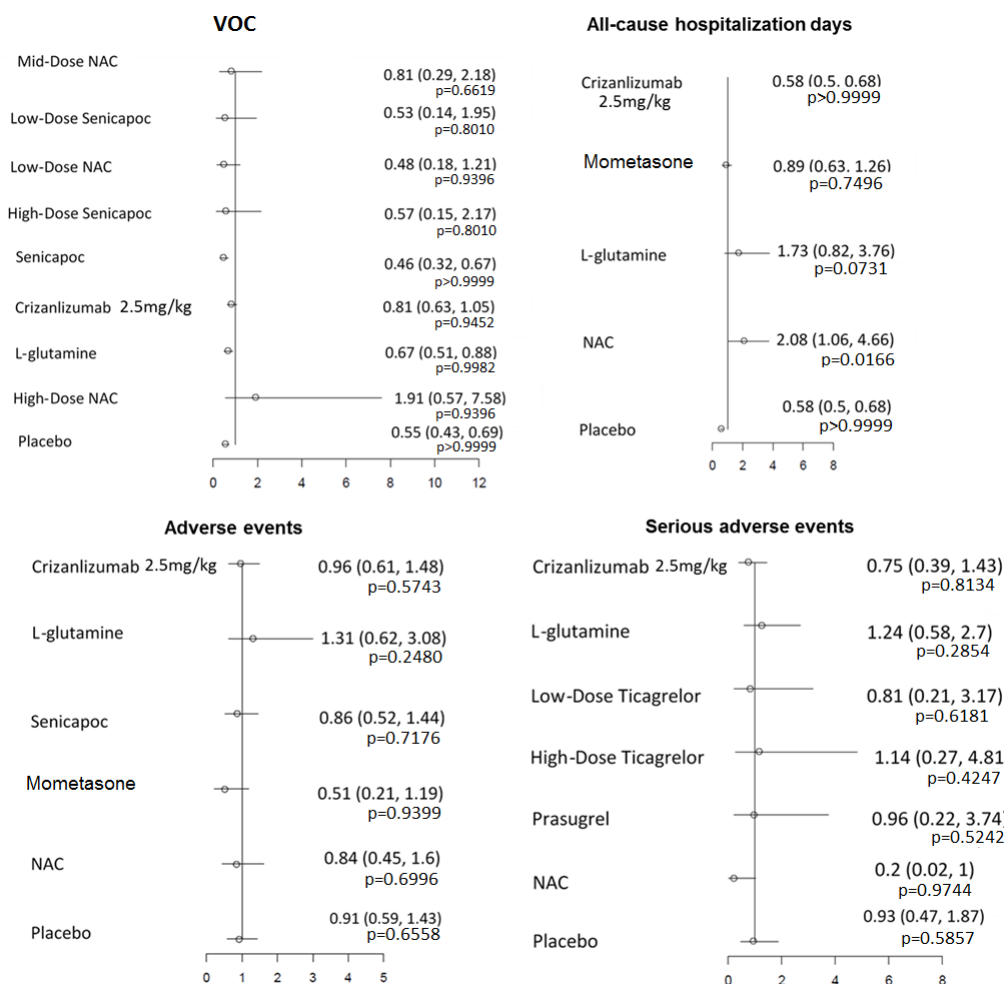 VOC
Mid-Dose NAC
0.81 (0.29, 2.18)
p=0.6619
Low-Dose Senicapoc
0.53 (0.14, 1.95)
p=0.8010
Low-Dose NAC
0.48 (0.18, 1.21)
p=0.9396
High-Dose Senicapoc
0.57 (0.15, 2.17)
p=0.8010
Senicapoc
0.46 (0.32, 0.67)
p>0.9999
Crizanlizumab 2.5mg/kg
0.81 (0.63, 1.05)
p=0.9452
L-glutamine
0.67 (0.51, 0.88)
p=0.9982
High-Dose NAC
1.91 (0.57, 7.58)
p=0.9396
Placebo
0.55 (0.43, 0.69)
p>0.9999
0 2 4 6 8 10 12
All-cause hospitalization days
Crizanlizumab
2.5mg/kg
0.58 (0.5. 0.68)
p>0.9999
Mometasone
0.89 (0.63. 1.26)
p=0.7496
L-glutamine
1.73 (0.82, 3.76)
p=0.0731
NAC
2.08 (1.06, 4.66)
p=0.0166
Placebo
0.58 (0.5, 0.68)
p>0.9999
0 2 4 6 8
Adverse events
Crizanlizumab 2.5mg/kg
0.96 (0.61, 1.48)
p=0.5743
L-glutamine
1.31 (0.62, 3.08)
p=0.2480
Senicapoc
0.86 (0.52, 1.44)
p=0.7176
Mometasone
0.51 (0.21, 1.19)
p=0.9399
NAC
0.84 (0.45, 1.6)
p=0.6996
Placebo
0.91 (0.59, 1.43)
p=0.6558
0 1 2 3 4 5
Serious adverse events
Crizanlizumab 2.5mg/kg
0.75 (0.39, 1.43)
p=0.8134
L-glutamine
1.24 (0.58, 2.7)
p=0.2854
Low-Dose Ticagrelor
0.81 (0.21, 3.17)
p=0.6181
High-Dose Ticagrelor
1.14 (0.27, 4.81
p=0.4247
Prasugrel
0.96 (0.22, 3.74)
p=0.5242
NAC
0.2 (0.02, 1)
p=0.9744
Placebo
0.93 (0.47, 1.87)
p=0.5857
0 2 4 6 8